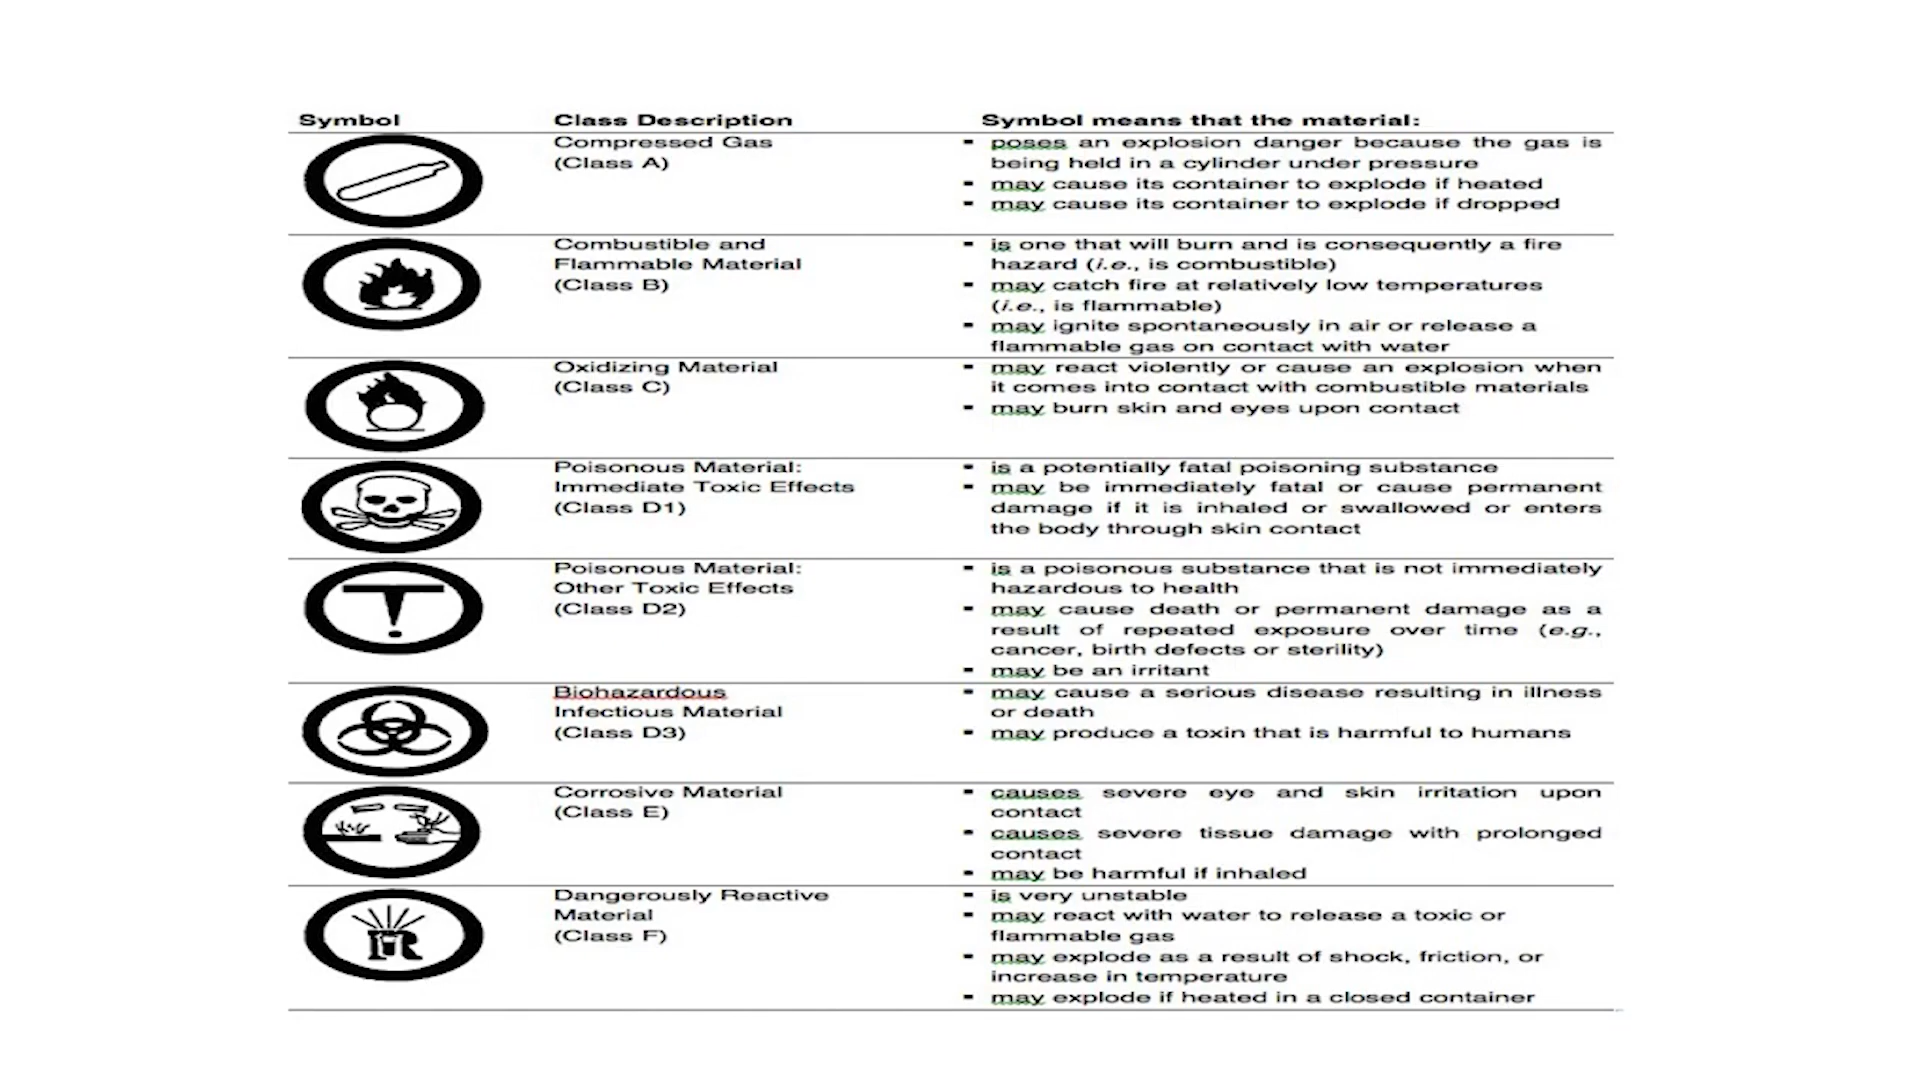 Symbol Class Description Symbol means that the material:
Compressed Gas
(Class A)
▪ poses an explosion danger because the gas is
being held in a cylinder under pressure
▪ may cause its container to explode if heated
▪ may cause its container to explode if dropped
Combustible and
Flammable Material
(Class B)
▪ is one that will burn and is consequently a fire
hazard (i.e., is combustible)
▪ may catch fire at relatively low temperatures
(i.e., is flammable)
▪ may ignite spontaneously in air or release a
flammable gas on contact with water
Oxidizing Material
(Class C)
▪ may react violently or cause an explosion when
it comes into contact with combustible materials
▪ may burn skin and eyes upon contact
Poisonous Material:
Immediate Toxic Effects
(Class D1)
▪ is a potentially fatal poisoning substance
▪ may be immediately fatal or cause permanent
damage if it is inhaled or swallowed or enters
the body through skin contact
Poisonous Material:
Other Toxic Effects
(Class D2)
▪ is a poisonous substance that is not immediately
hazardous to health
▪ may cause death or permanent damage as a
result of repeated exposure over time (e.g.,
cancer, birth defects or sterility)
▪ may be an irritant
Biohazardous
Infectious Material
(Class D3)
▪ may cause a serious disease resulting in illness
or death
▪ may produce a toxin that is harmful to humans
Corrosive Material
(Class E)
▪ causes severe eye and skin irritation upon
contact
▪ causes severe tissue damage with prolonged
contact
▪ may be harmful if inhaled
Dangerously Reactive
Material
(Class F)
▪ is very unstable
▪ may react with water to release a toxic or
flammable gas
▪ may explode as a result of shock, friction, or
increase in temperature
▪ may explode if heated in a closed container